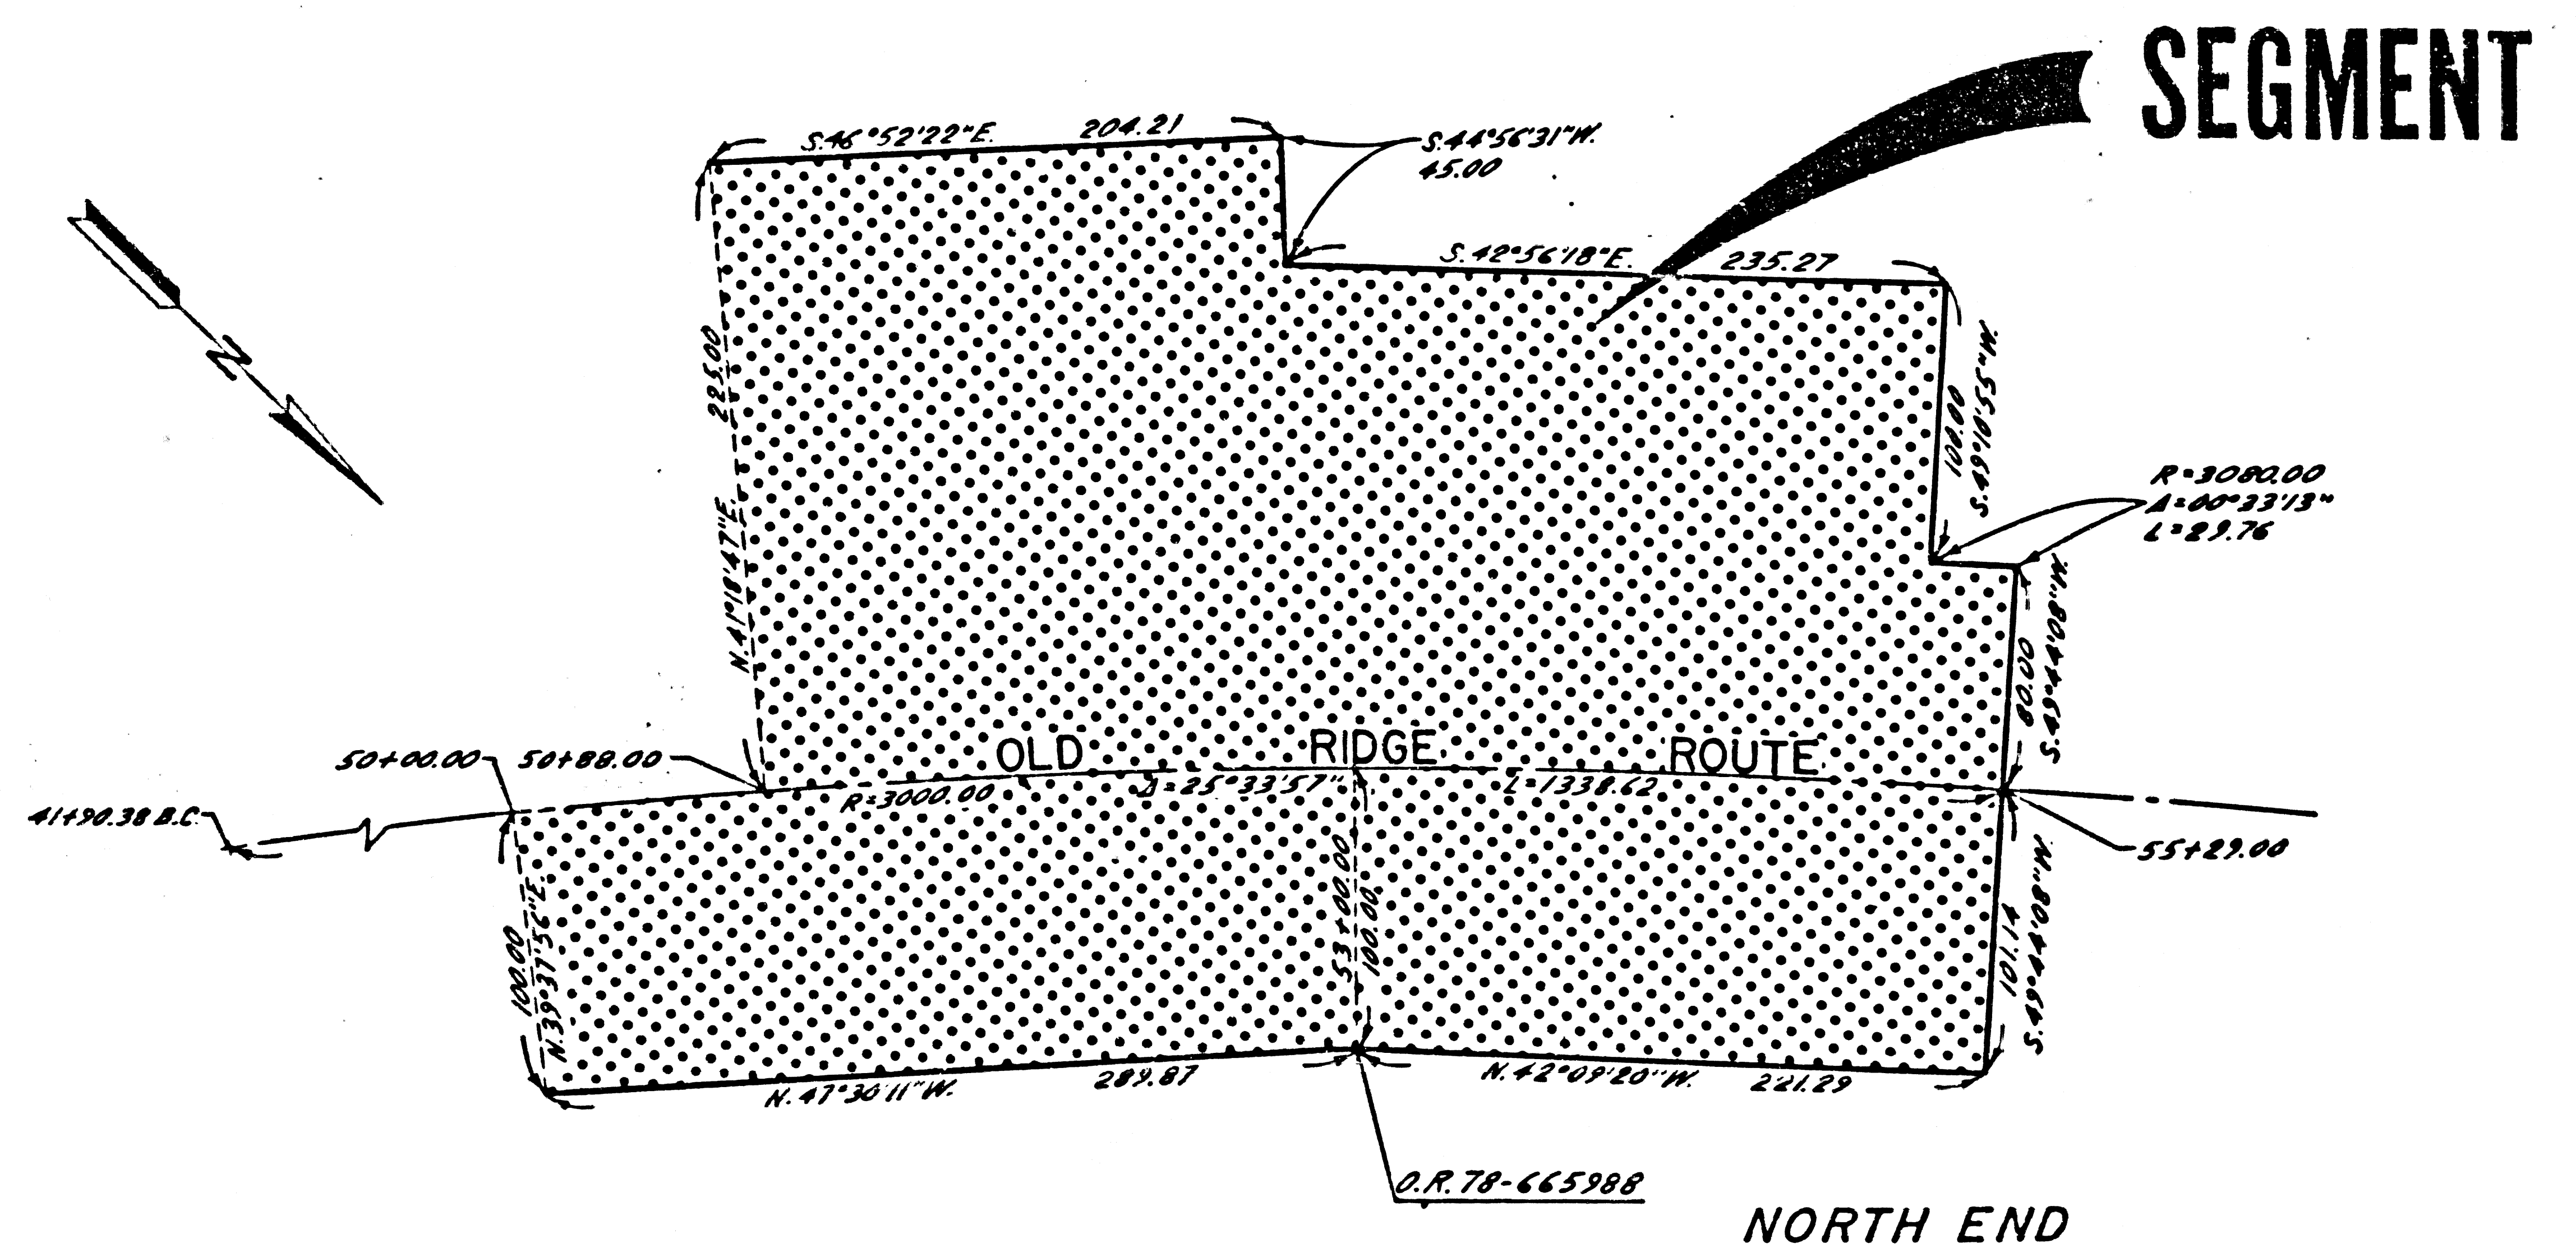 SEGMENT
S.46°52'22"E. 204.21
S.44°56'31"W.
45.00
S.42°56'18"E. 235.27
N
225.00
N.41°18'47"E.
S.49°10'55"W.
100.00
R=3080.00
Δ=00°33'13"
L=29.76
S.49°44'08"W.
80.00
50+00.00
50+88.00
OLD RIDGE ROUTE
R=3000.00 Δ=25°33'57" L=1338.62
41+90.38 B.C.
55+29.00
53+00.00
100.00
100.00
N.39°37'52"E.
S.49°44'08"W.
101.14
N.47°30'11"W. 289.87
N.42°09'20"W. 221.29
O.R.78-665988
NORTH END